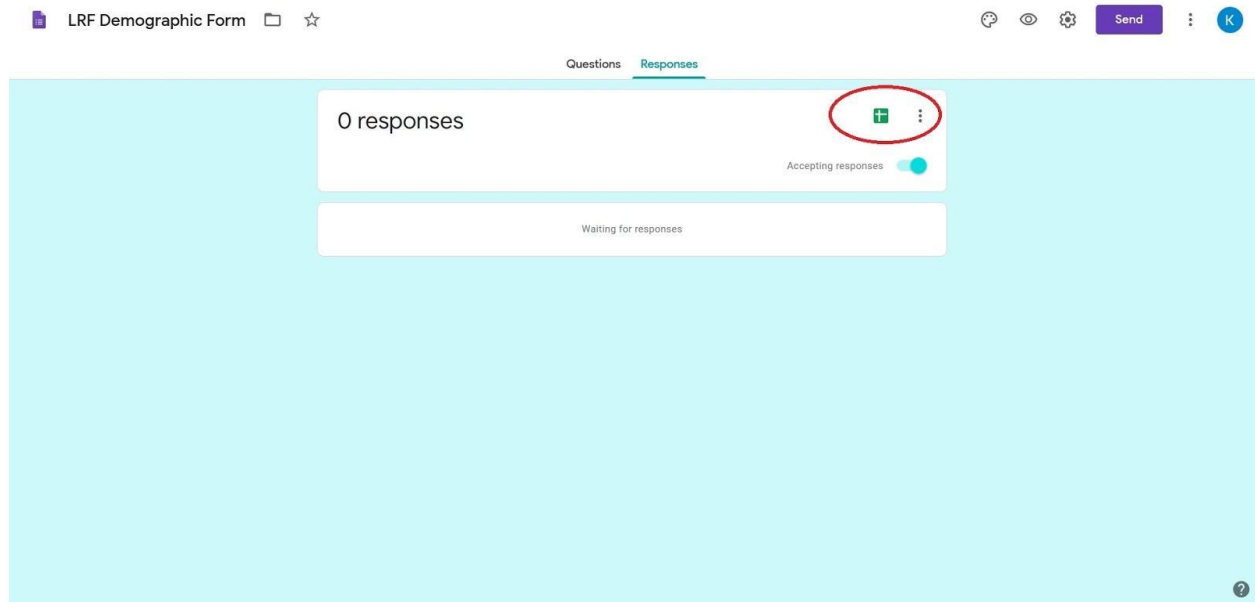 LRF Demographic Form
Send
K
Questions Responses
0 responses
Accepting responses
Waiting for responses
?